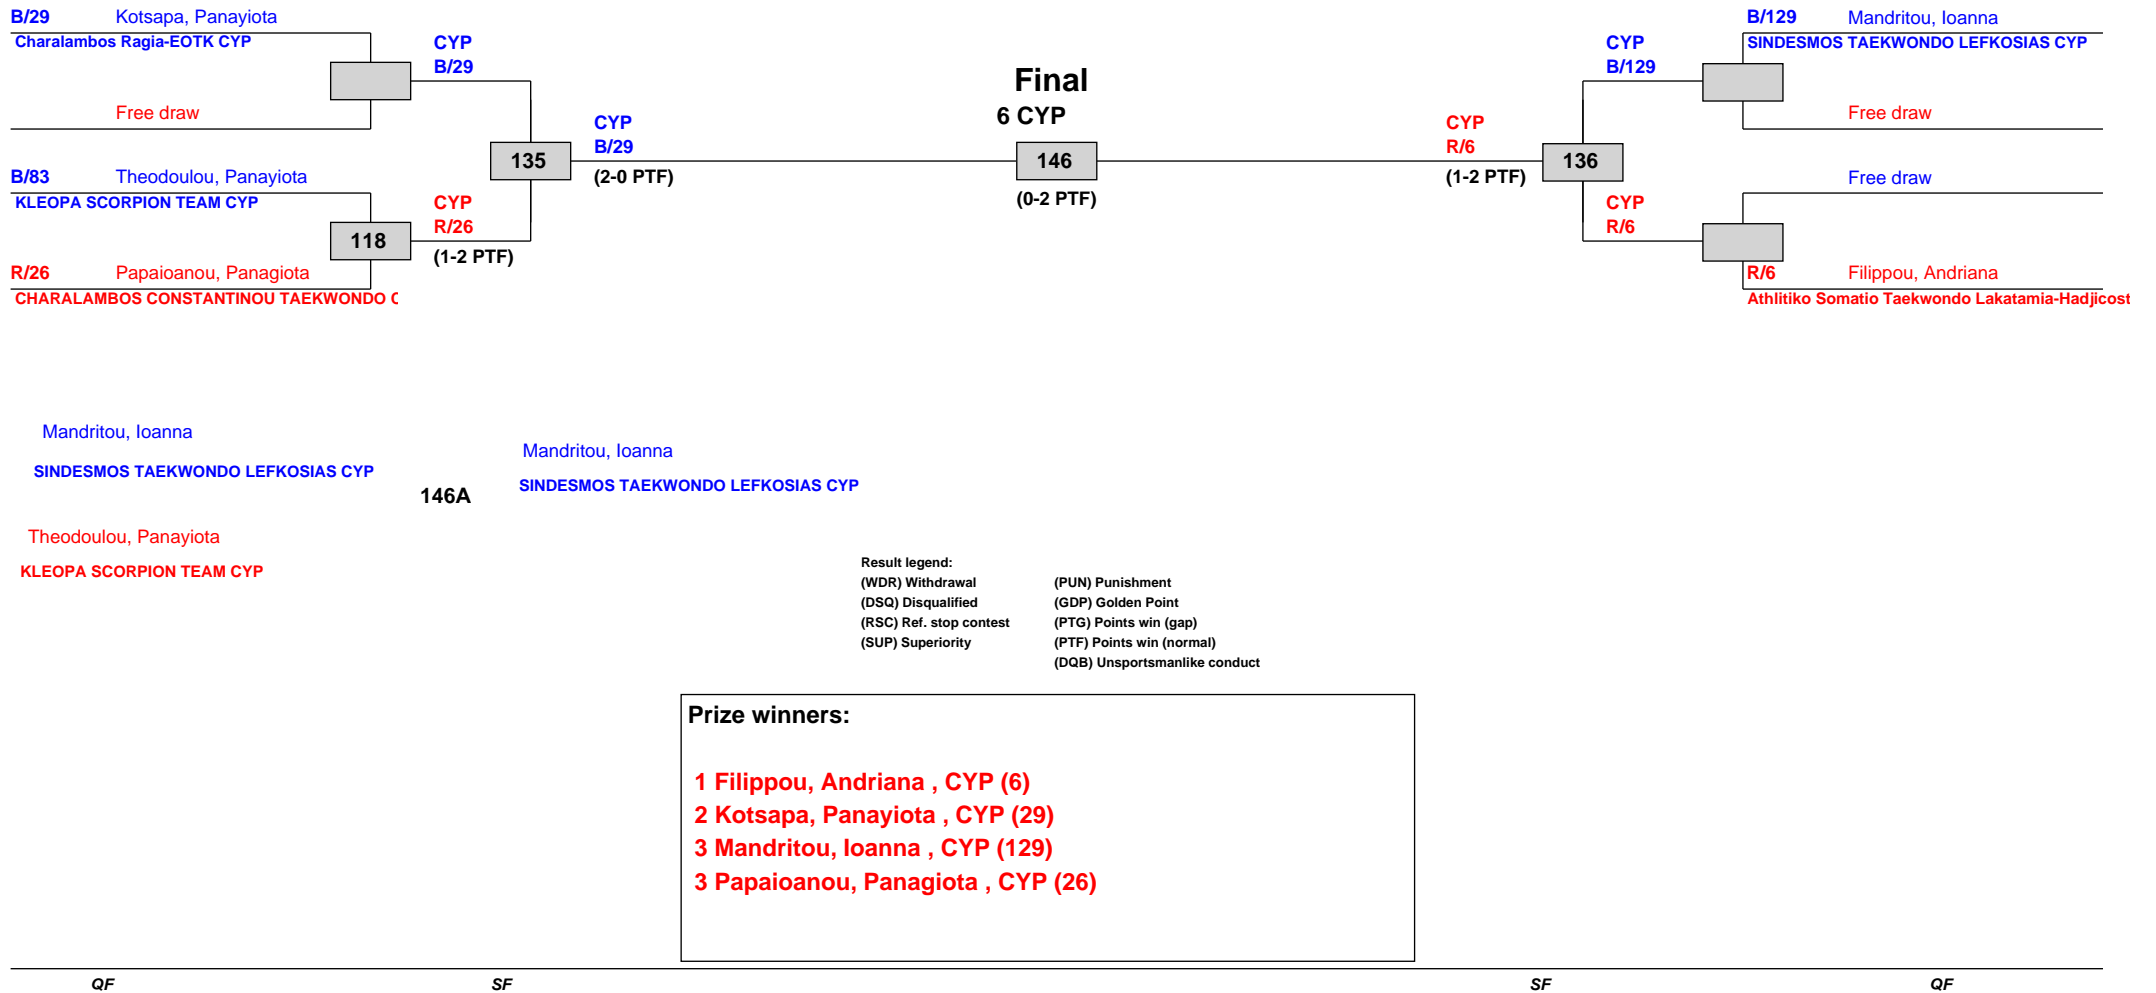 B/29 Kotsapa, Panayiota
Charalambos Ragia-EOTK CYP
Free draw
CYP
B/29
B/83 Theodoulou, Panayiota
KLEOPA SCORPION TEAM CYP
118
R/26 Papaioanou, Panagiota
CHARALAMBOS CONSTANTINOU TAEKWONDO
CYP
R/26
(1-2 PTF)
135
CYP
B/29
(2-0 PTF)
Final
6 CYP
146
(0-2 PTF)
CYP
R/6
(1-2 PTF)
136
CYP
B/129
CYP
R/6
B/129 Mandritou, Ioanna
SINDESMOS TAEKWONDO LEFKOSIAS CYP
Free draw
Free draw
R/6 Filippou, Andriana
Athlitiko Somatio Taekwondo Lakatamia-Hadjicost
Mandritou, Ioanna
SINDESMOS TAEKWONDO LEFKOSIAS CYP
146A
Theodoulou, Panayiota
KLEOPA SCORPION TEAM CYP
Mandritou, Ioanna
SINDESMOS TAEKWONDO LEFKOSIAS CYP
Result legend:
(WDR) Withdrawal (PUN) Punishment
(DSQ) Disqualified (GDP) Golden Point
(RSC) Ref. stop contest (PTG) Points win (gap)
(SUP) Superiority (PTF) Points win (normal)
(DQB) Unsportsmanlike conduct
Prize winners:
1 Filippou, Andriana , CYP (6)
2 Kotsapa, Panayiota , CYP (29)
3 Mandritou, Ioanna , CYP (129)
3 Papaioanou, Panagiota , CYP (26)
QF SF SF QF